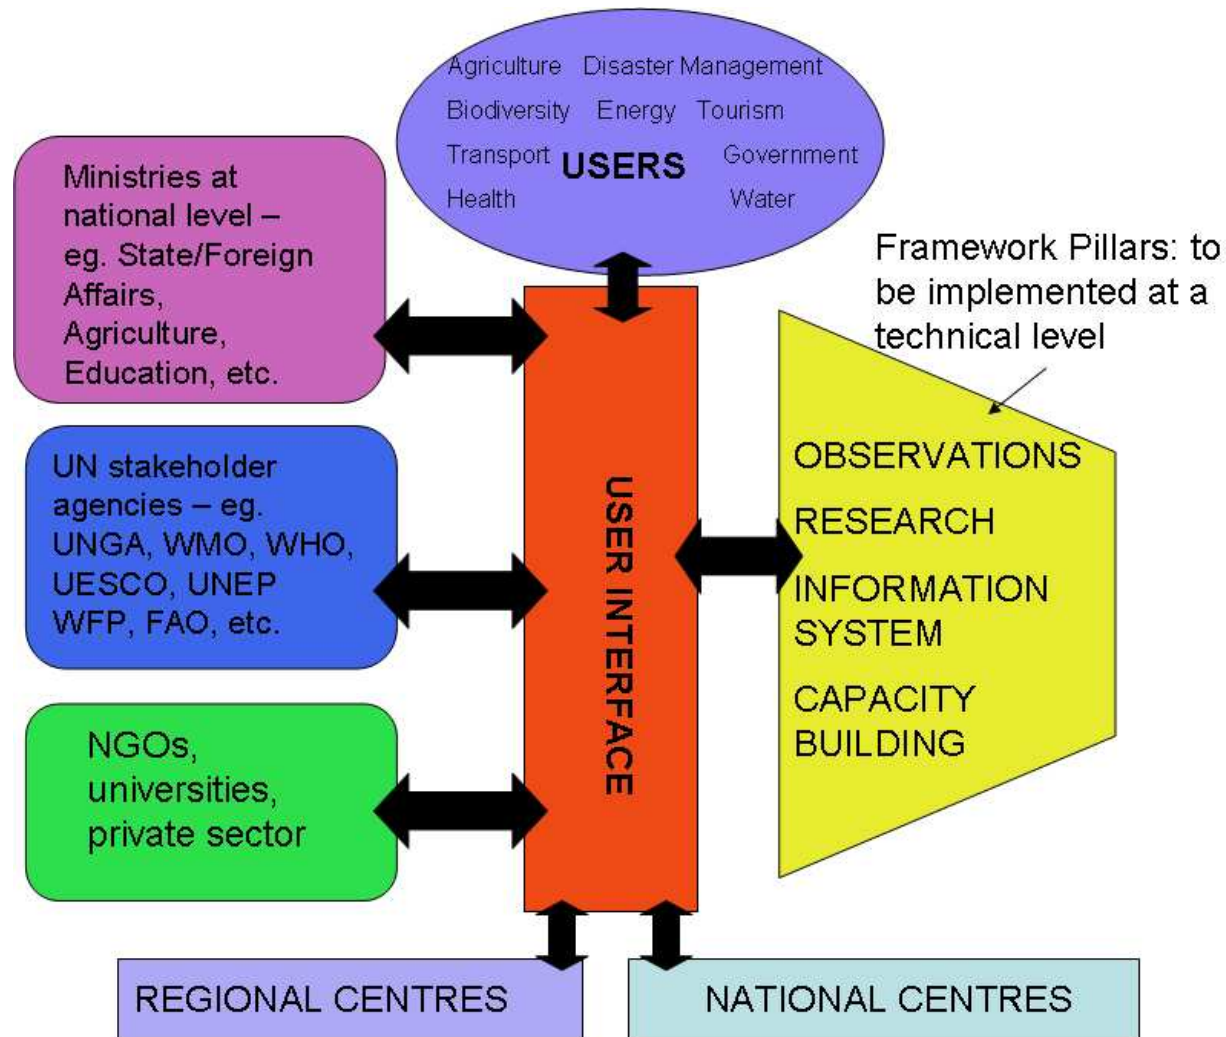 Agriculture Disaster Management
Biodiversity Energy Tourism
Transport USERS Government
Health Water
Ministries at
national level –
eg. State/Foreign
Affairs,
Agriculture,
Education, etc.
UN stakeholder
agencies – eg.
UNGA, WMO, WHO,
UESCO, UNEP
WFP, FAO, etc.
NGOs,
universities,
private sector
USER INTERFACE
Framework Pillars: to
be implemented at a
technical level
OBSERVATIONS
RESEARCH
INFORMATION
SYSTEM
CAPACITY
BUILDING
REGIONAL CENTRES
NATIONAL CENTRES